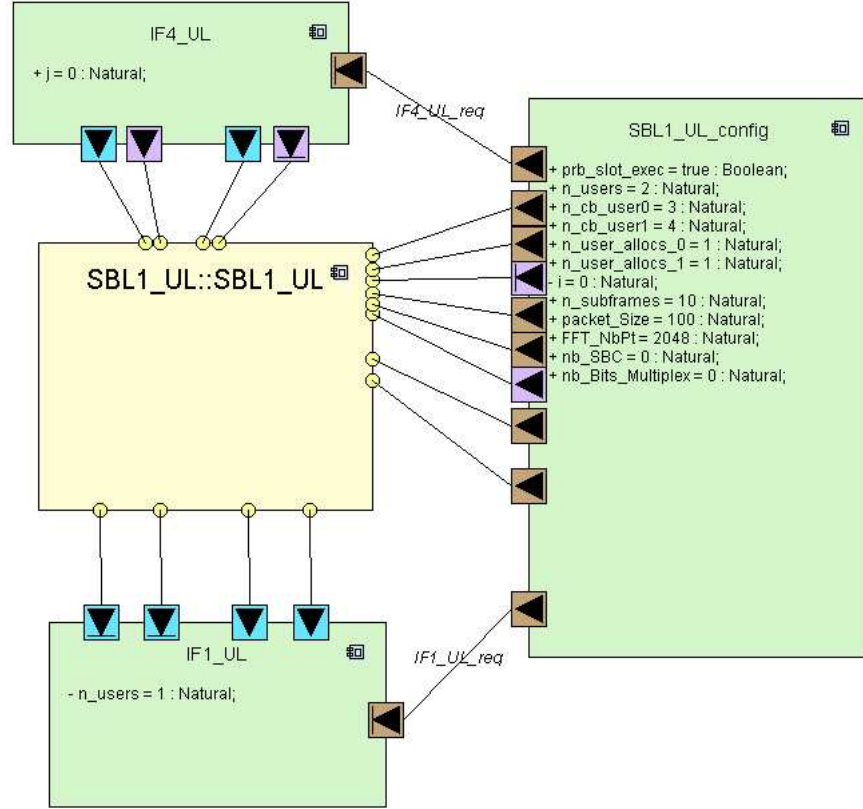 IF4_UL
+ j = 0 : Natural;
IF4_UL_req
SBL1_UL_config
+ prb_slot_exec = true : Boolean;
+ n_users = 2 : Natural;
+ n_cb_user0 = 3 : Natural;
+ n_cb_user1 = 4 : Natural;
+ n_user_allocs_0 = 1 : Natural;
+ n_user_allocs_1 = 1 : Natural;
- i = 0 : Natural;
+ n_subframes = 10 : Natural;
+ packet_Size = 100 : Natural;
+ FFT_NbPt = 2048 : Natural;
+ nb_SBC = 0 : Natural;
+ nb_Bits_Multiplex = 0 : Natural;
SBL1_UL::SBL1_UL
IF1_UL
- n_users = 1 : Natural;
IF1_UL_req